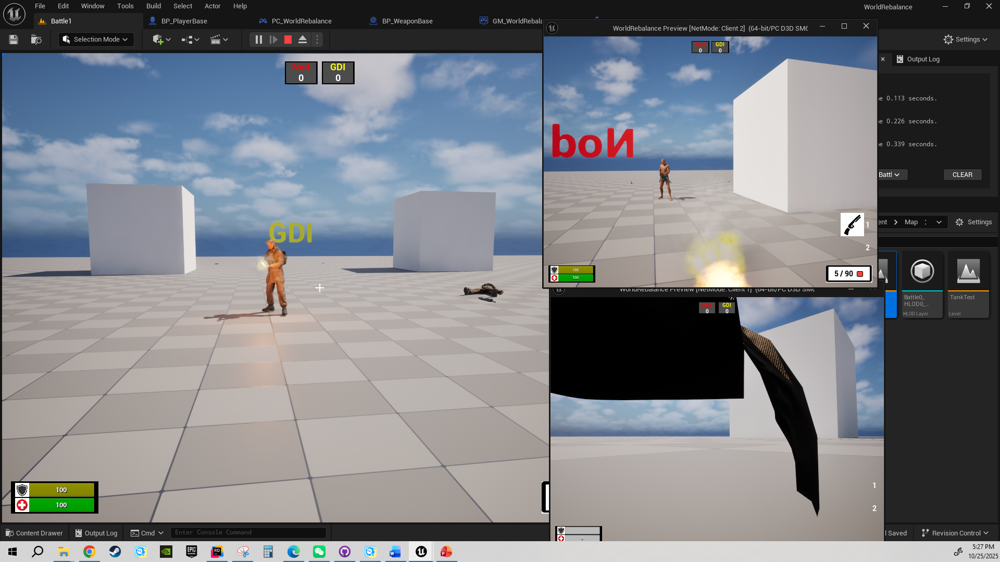 File Edit Window Tools Build Select Actor Help
WorldRebalance
Battle1
BP_PlayerBase
PC_WorldRebalance
BP_WeaponBase
GM_WorldRebala
Selection Mode
Settings
Nod
0
GDI
0
GDI
100
100
WorldRebalance Preview [NetMode: Client 2] (64-bit/PC D3D SM6
Nod
0
GDI
0
Nod
1
2
100
100
5 / 90
WorldRebalance Preview [NetMode: Client 1] (64-bit/PC D3D SM6
Nod
0
GDI
0
1
2
0
Output Log
e 0.113 seconds.
e 0.226 seconds.
e 0.339 seconds.
Battl
CLEAR
ent > Map
Settings
Battle0_
HLOD0_...
HLOD Layer
TankTest
Level
Content Drawer
Output Log
Cmd
Enter Console Command
l Saved
Revision Control
EPIC
GAMES
RD
5:27 PM
10/25/2025